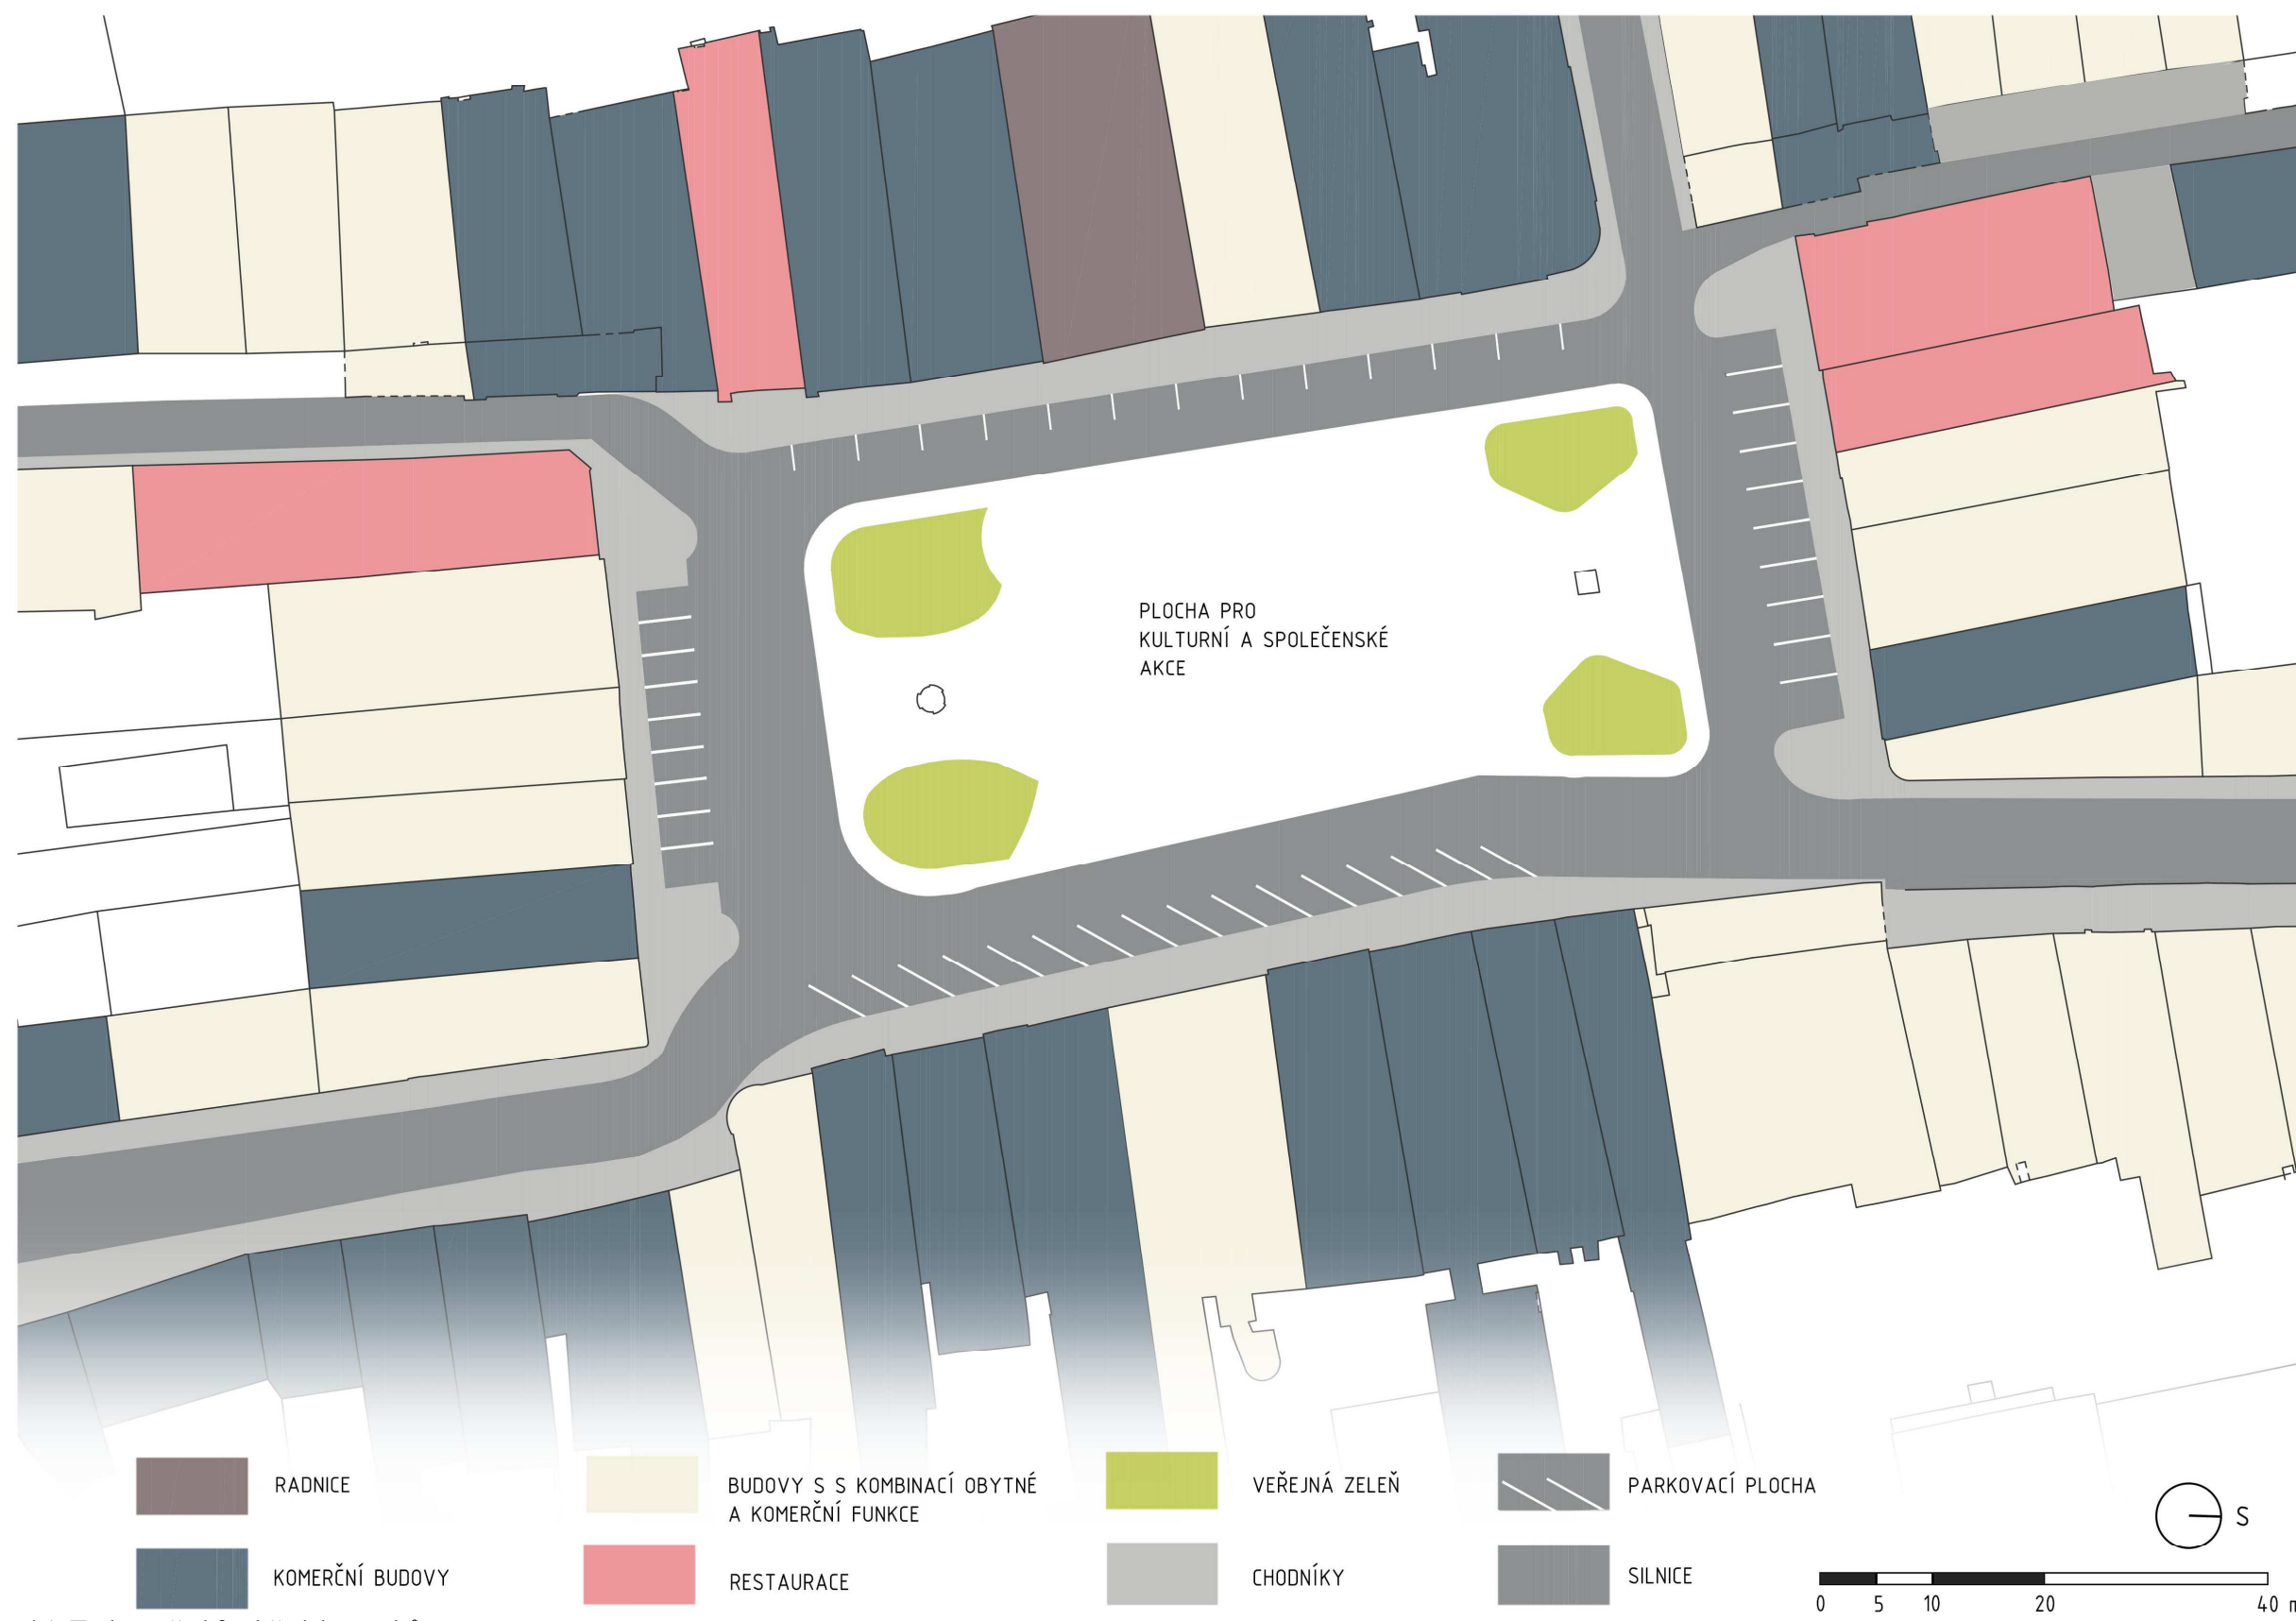 PLOCHA PRO
KULTURNÍ A SPOLEČENSKÉ
AKCE
RADNICE
BUDOVY S S KOMBINACÍ OBYTNÉ
A KOMERČNÍ FUNKCE
VEŘEJNÁ ZELEŇ
PARKOVACÍ PLOCHA
KOMERČNÍ BUDOVY
RESTAURACE
CHODNÍKY
SILNICE
S
0 5 10 20 40